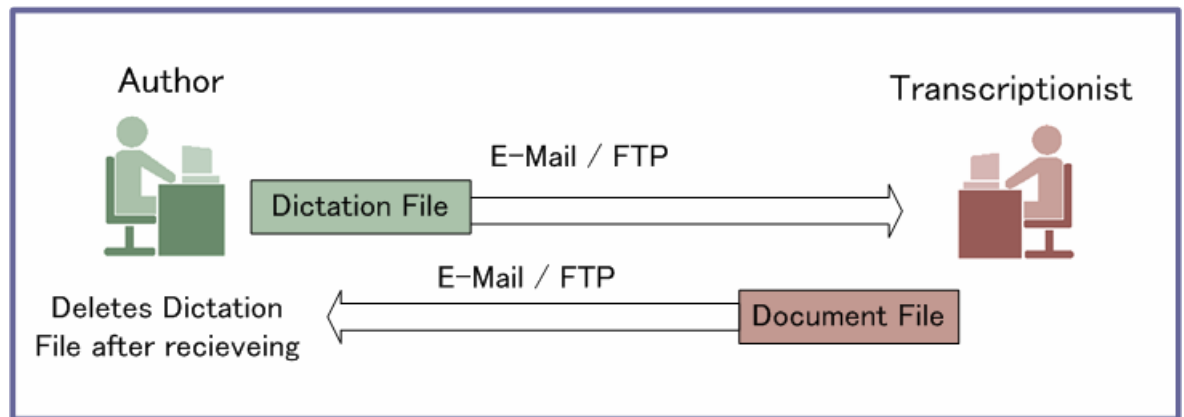 Author
Transcriptionist
E-Mail / FTP
Dictation File
E-Mail / FTP
Document File
Deletes Dictation
File after recieveing